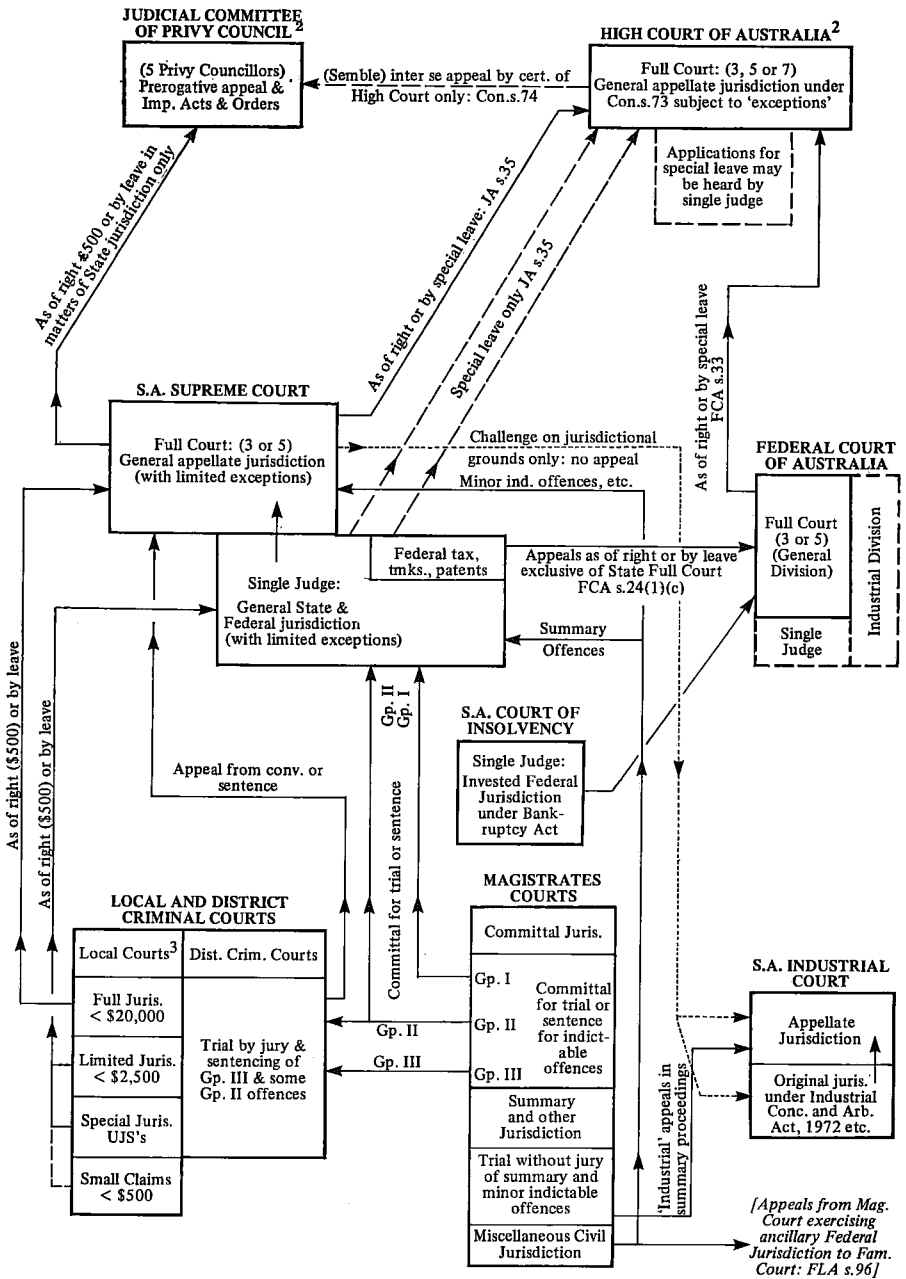 JUDICIAL COMMITTEE
OF PRIVY COUNCIL²
(5 Privy Councillors)
Prerogative appeal &
Imp. Acts & Orders
(Semble) inter se appeal by cert. of
High Court only: Con.s.74
HIGH COURT OF AUSTRALIA²
Full Court: (3, 5 or 7)
General appellate jurisdiction under
Con.s.73 subject to ‘exceptions’
Applications for
special leave may
be heard by
single judge
As of right £500 or by leave in
matters of State jurisdiction only
As of right or by special leave: JA s.35
Special leave only JA s.35
As of right or by special leave
FCA s.33
S.A. SUPREME COURT
Full Court: (3 or 5)
General appellate jurisdiction
(with limited exceptions)
Challenge on jurisdictional
grounds only: no appeal
Minor ind. offences, etc.
Single Judge:
General State &
Federal jurisdiction
(with limited exceptions)
Federal tax,
tmks., patents
Appeals as of right or by leave
exclusive of State Full Court
FCA s.24(1)(c)
Summary
Offences
FEDERAL COURT
OF AUSTRALIA
Full Court
(3 or 5)
(General
Division)
Single
Judge
Industrial Division
As of right ($500) or by leave
As of right ($500) or by leave
Appeal from conv. or
sentence
Gp. II
Gp. I
Committal for trial or sentence
S.A. COURT OF
INSOLVENCY
Single Judge:
Invested Federal
Jurisdiction
under Bank-
ruptcy Act
LOCAL AND DISTRICT
CRIMINAL COURTS
Local Courts³
Dist. Crim. Courts
Full Juris.
< $20,000
Limited Juris.
< $2,500
Special Juris.
UJS's
Small Claims
< $500
Trial by jury &
sentencing of
Gp. III & some
Gp. II offences
Gp. II
Gp. III
MAGISTRATES
COURTS
Committal Juris.
Gp. I
Gp. II
Gp. III
Committal
for trial or
sentence
for indict-
able
offences
Summary
and other
Jurisdiction
Trial without jury
of summary and
minor indictable
offences
Miscellaneous Civil
Jurisdiction
‘Industrial’ appeals in
summary proceedings
S.A. INDUSTRIAL
COURT
Appellate
Jurisdiction
Original juris.
under Industrial
Conc. and Arb.
Act, 1972 etc.
[Appeals from Mag.
Court exercising
ancillary Federal
Jurisdiction to Fam.
Court: FLA s.96]